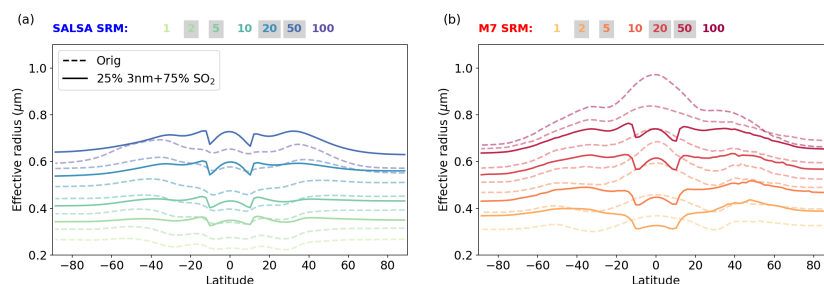 (a)
SALSA SRM: 1 2 5 10 20 50 100
Orig
25% 3nm+75% SO₂
Effective radius (μm)
1.0
0.8
0.6
0.4
0.2
−80 −60 −40 −20 0 20 40 60 80
Latitude
(b)
M7 SRM: 1 2 5 10 20 50 100
Effective radius (μm)
1.0
0.8
0.6
0.4
0.2
−80 −60 −40 −20 0 20 40 60 80
Latitude